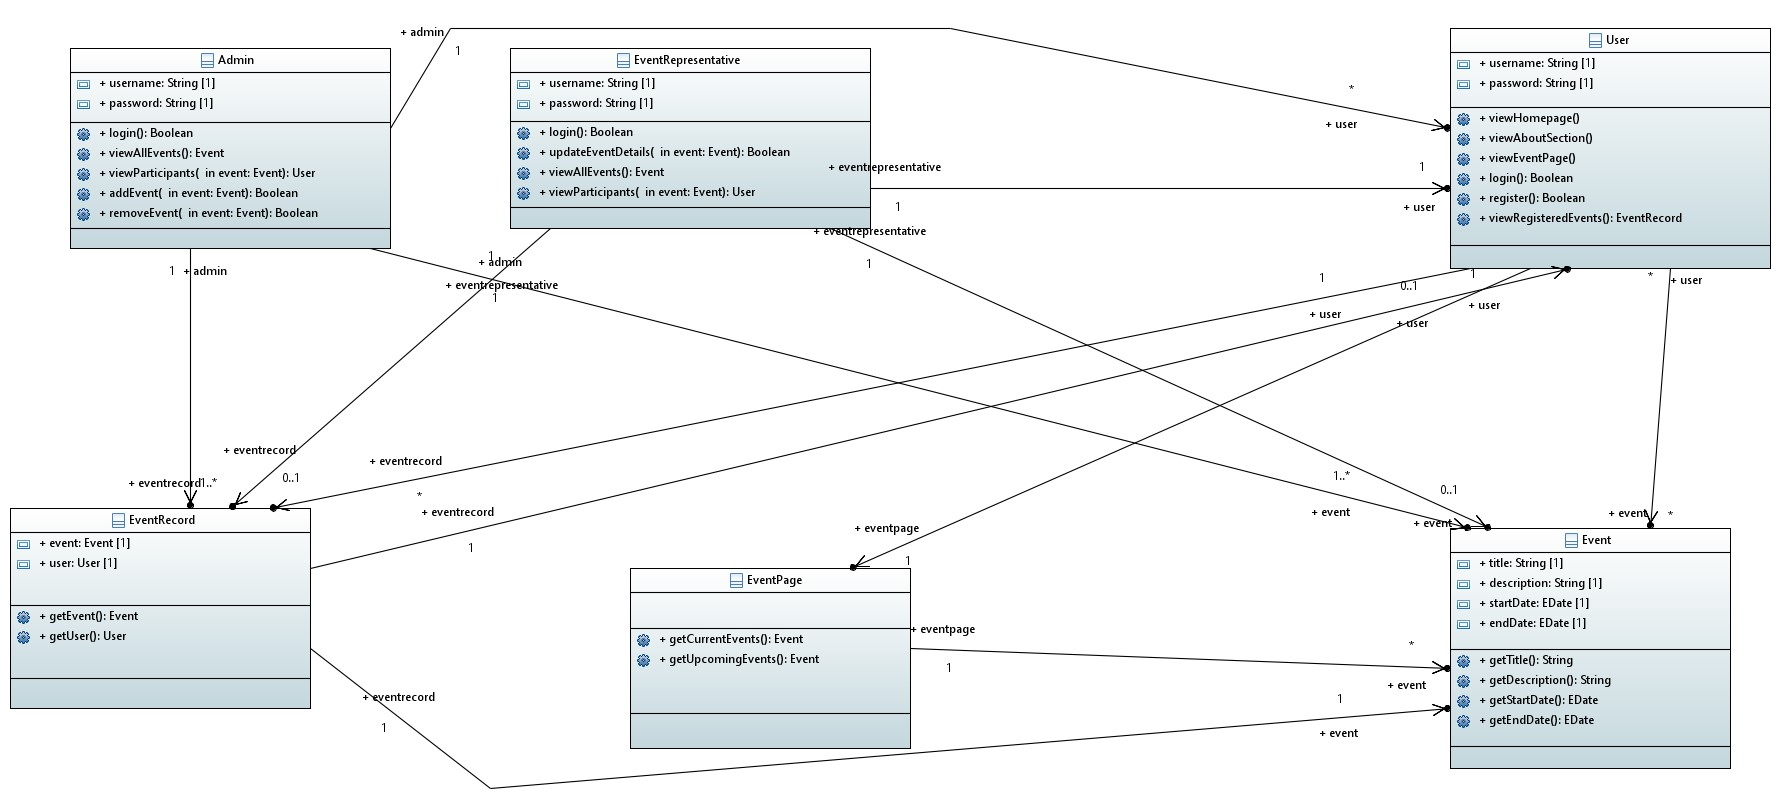 Admin
+ username: String [1]
+ password: String [1]
+ login(): Boolean
+ viewAllEvents(): Event
+ viewParticipants(  in event: Event): User
+ addEvent(  in event: Event): Boolean
+ removeEvent(  in event: Event): Boolean
EventRepresentative
+ username: String [1]
+ password: String [1]
+ login(): Boolean
+ updateEventDetails(  in event: Event): Boolean
+ viewAllEvents(): Event
+ viewParticipants(  in event: Event): User
User
+ username: String [1]
+ password: String [1]
+ viewHomepage()
+ viewAboutSection()
+ viewEventPage()
+ login(): Boolean
+ register(): Boolean
+ viewRegisteredEvents(): EventRecord
+ admin
1
*
+ user
+ eventrepresentative
1
1
+ user
+ eventrepresentative
1
1
+ admin
1
+ admin
+ eventrepresentative
1
1
+ user
0..1
+ user
1
+ user
*
+ user
+ eventrecord
0..1
+ eventrecord
1..*
+ eventrecord
*
+ eventrecord
1
1..*
+ event
0..1
+ event
+ event
*
+ eventpage
1
EventRecord
+ event: Event [1]
+ user: User [1]
+ getEvent(): Event
+ getUser(): User
EventPage
+ getCurrentEvents(): Event
+ getUpcomingEvents(): Event
Event
+ title: String [1]
+ description: String [1]
+ startDate: EDate [1]
+ endDate: EDate [1]
+ getTitle(): String
+ getDescription(): String
+ getStartDate(): EDate
+ getEndDate(): EDate
+ eventpage
1
*
+ event
+ eventrecord
1
1
+ event